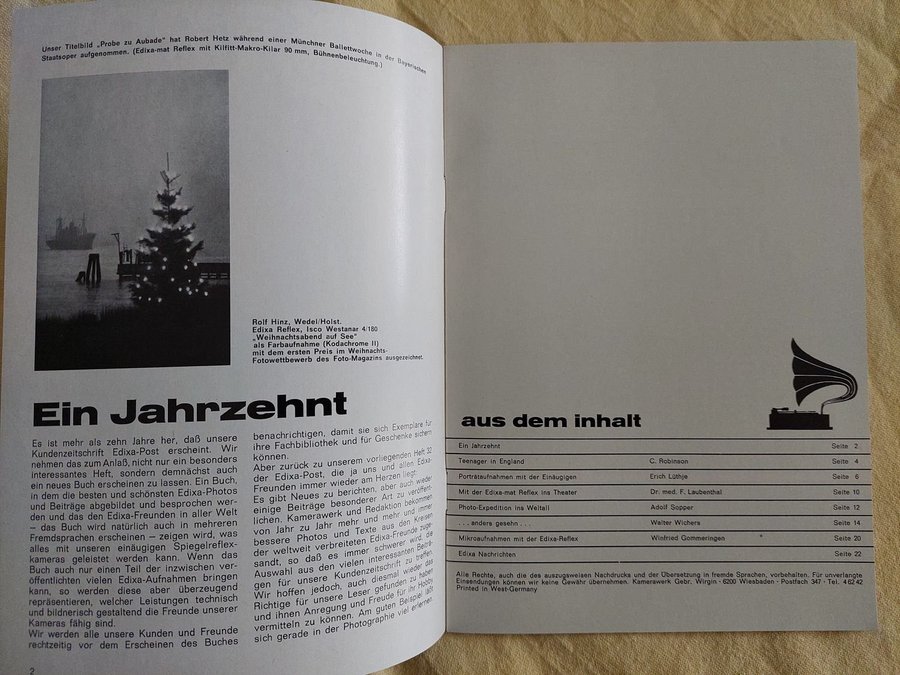 Unser Titelbild „Probe zu Aubade" hat Robert Hetz während einer Münchner Ballettwoche in der Bayerischen
Staatsoper aufgenommen. (Edixa-mat Reflex mit Kilfitt-Makro-Kilar 90 mm. Bühnenbeleuchtung.)
Rolf Hinz, Wedel/Holst.
Edixa Reflex, Isco Westanar 4/180
„Weihnachtsabend auf See"
als Farbaufnahme (Kodachrome II)
mit dem ersten Preis im Weihnachts-
Fotowettbewerb des Foto-Magazins ausgezeichnet.
Ein Jahrzehnt
Es ist mehr als zehn Jahre her, daß unsere
Kundenzeitschrift Edixa-Post erscheint. Wir
nehmen das zum Anlaß, nicht nur ein besonders
interessantes Heft, sondern demnächst auch
ein neues Buch erscheinen zu lassen. Ein Buch,
in dem die besten und schönsten Edixa-Photos
und Beiträge abgebildet und besprochen wer-
den und das den Edixa-Freunden in aller Welt
– das Buch wird natürlich auch in mehreren
Fremdsprachen erscheinen – zeigen wird, was
alles mit unseren einäugigen Spiegelreflex-
kameras geleistet werden kann. Wenn das
Buch auch nur einen Teil der inzwischen ver-
öffentlichten vielen Edixa-Aufnahmen bringen
kann, so werden diese aber überzeugend
repräsentieren, welcher Leistungen technisch
und bildnerisch gestaltend die Freunde unserer
Kameras fähig sind.
Wir werden alle unsere Kunden und Freunde
rechtzeitig vor dem Erscheinen des Buches
benachrichtigen, damit sie sich Exemplare für
ihre Fachbibliothek und für Geschenke sichern
können.
Aber zurück zu unserem vorliegenden Heft 32
der Edixa-Post, die ja uns und allen Edixa-
Freunden immer wieder am Herzen liegt.
Es gibt Neues zu berichten, aber auch wieder
einige Beiträge besonderer Art zu veröffent-
lichen. Kamerawerk und Redaktion bekommen
von Jahr zu Jahr mehr und mehr und immer
bessere Photos und Texte aus den Kreisen
der weltweit verbreiteten Edixa-Freunde zuge-
sandt, so daß es immer schwerer wird, die
Auswahl aus den vielen interessanten Beiträ-
gen für unsere Kundenzeitschrift zu treffen.
Wir hoffen jedoch, auch diesmal wieder das
Richtige für unsere Leser gefunden zu haben
und ihnen Anregung und Freude für ihr Hobby
vermitteln zu können. Am guten Beispiel läßt
sich gerade in der Photographie viel erlernen.
2
aus dem inhalt
Ein Jahrzehnt Seite 2
Teenager in England C. Robinson Seite 4
Porträtaufnahmen mit der Einäugigen Erich Lüthje Seite 6
Mit der Edixa-mat Reflex ins Theater Dr. med. F. Laubenthal Seite 10
Photo-Expedition ins Weltall Adolf Sopper Seite 12
...anders gesehn... Walter Wichers Seite 14
Mikroaufnahmen mit der Edixa-Reflex Winfried Gommeringen Seite 20
Edixa Nachrichten Seite 22
Alle Rechte, auch die des auszugsweisen Nachdrucks und der Übersetzung in fremde Sprachen, vorbehalten. Für unverlangte
Einsendungen können wir keine Gewähr übernehmen. Kamerawerk Gebr. Wirgin · 6200 Wiesbaden · Postfach 347 · Tel. 4 62 42
Printed in West-Germany